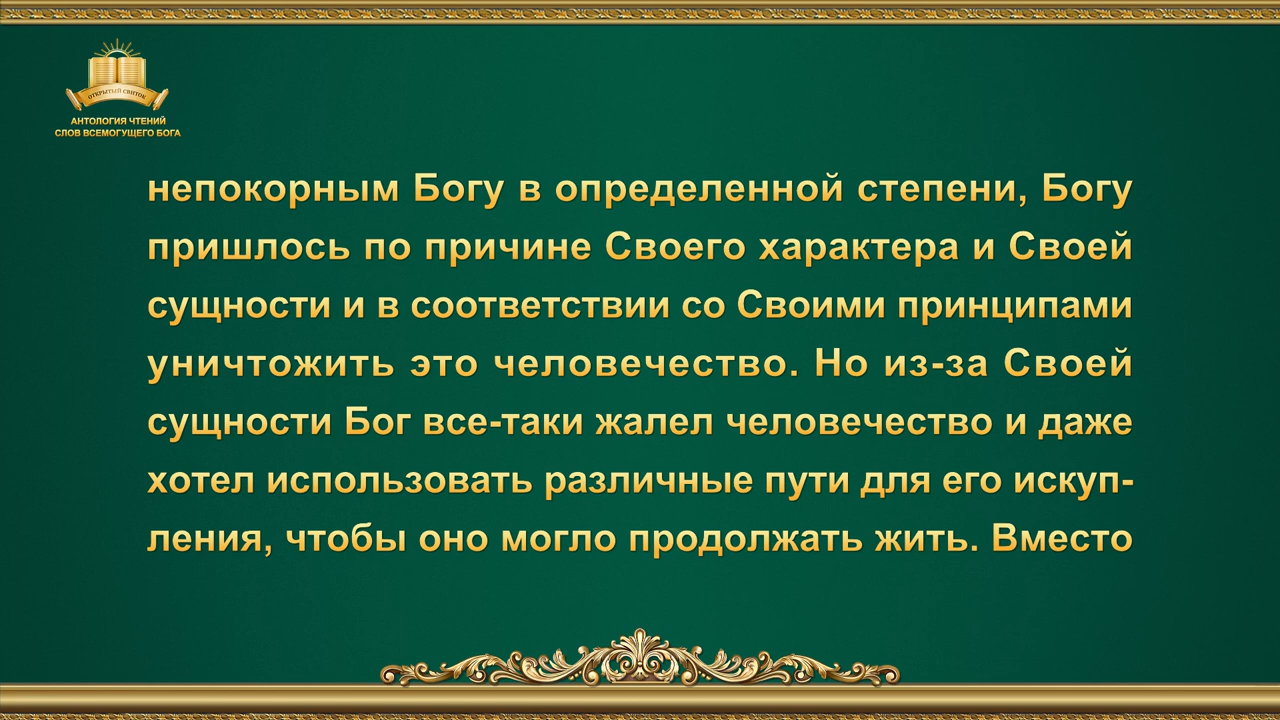 ОТКРЫТЫЙ СВИТОК
АНТОЛОГИЯ ЧТЕНИЙ
СЛОВ ВСЕМОГУЩЕГО БОГА
непокорным Богу в определенной степени, Богу
пришлось по причине Своего характера и Своей
сущности и в соответствии со Своими принципами
уничтожить это человечество. Но из-за Своей
сущности Бог все-таки жалел человечество и даже
хотел использовать различные пути для его искуп-
ления, чтобы оно могло продолжать жить. Вместо